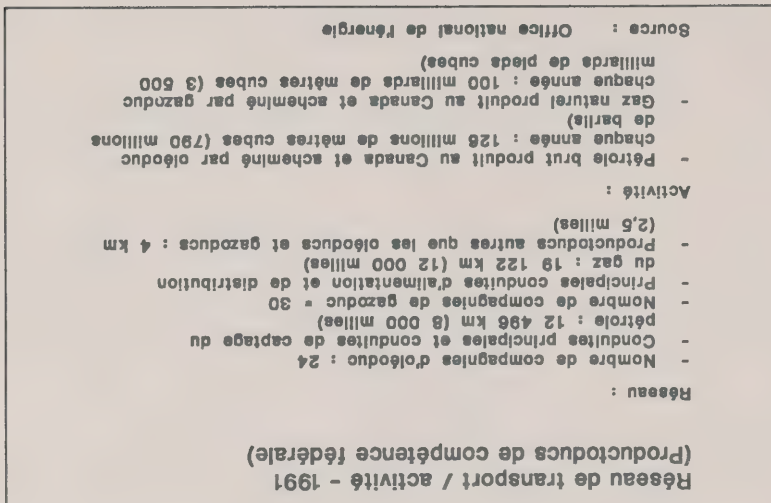 Réseau de transport / activité - 1991
(Productoducs de compétence fédérale)
Réseau :
- Nombre de compagnies d'oléoduc : 24
- Conduites principales et conduites de captage du
pétrole : 12 496 km (8 000 milles)
- Nombre de compagnies de gazoduc = 30
- Principales conduites d'alimentation et de distribution
du gaz : 19 122 km (12 000 milles)
- Productoducs autres que les oléoducs et gazoducs : 4 km
(2,5 milles)
Activité :
- Pétrole brut produit au Canada et acheminé par oléoduc
chaque année : 126 millions de mètres cubes (790 millions
de barils)
- Gaz naturel produit au Canada et acheminé par gazoduc
chaque année : 100 milliards de mètres cubes (3 500
milliards de pieds cubes)
Source : Office national de l'énergie